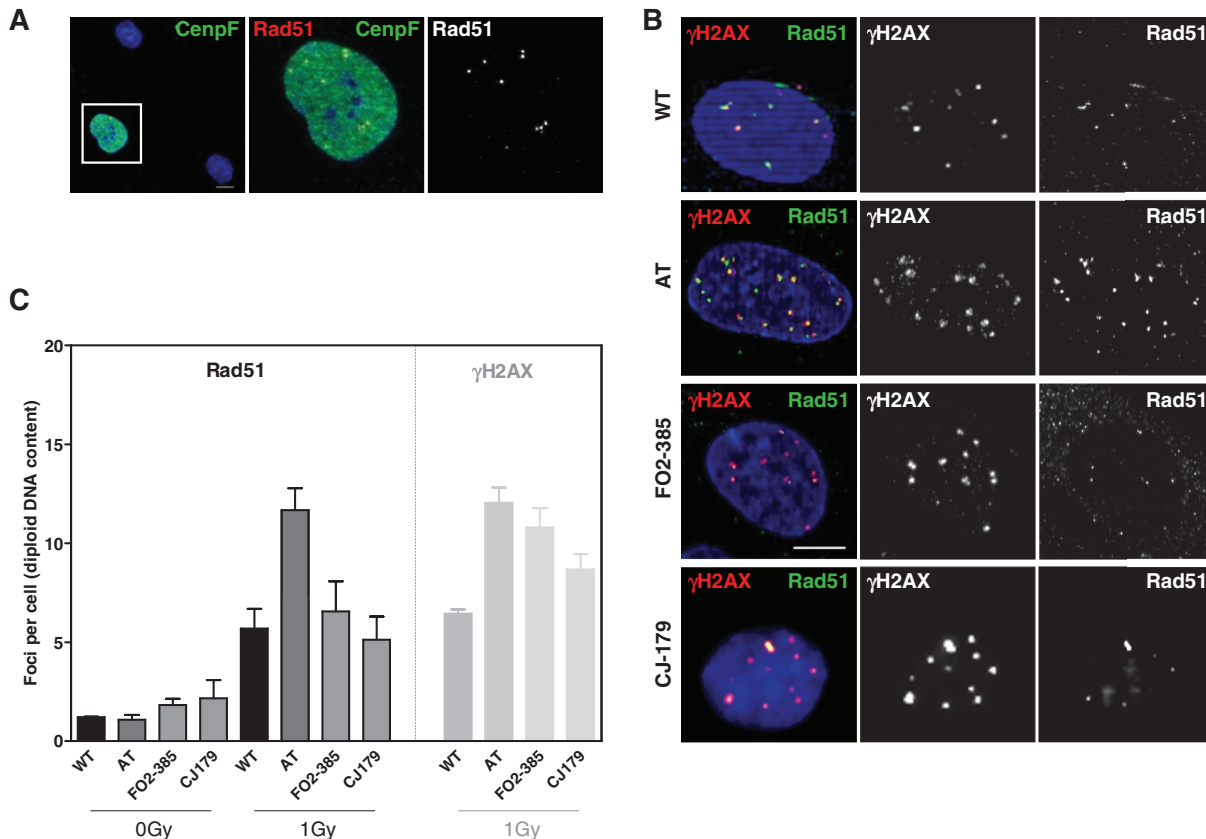 A
CenpF
Rad51 CenpF
Rad51
B
γH2AX Rad51
γH2AX
Rad51
WT
γH2AX Rad51
γH2AX
Rad51
AT
γH2AX Rad51
γH2AX
Rad51
FO2-385
γH2AX Rad51
γH2AX
Rad51
CJ-179
C
Foci per cell (diploid DNA content)
20
15
10
5
0
Rad51
γH2AX
WT AT FO2-385 CJ179 WT AT FO2-385 CJ179 WT AT FO2-385 CJ179
0Gy 1Gy 1Gy